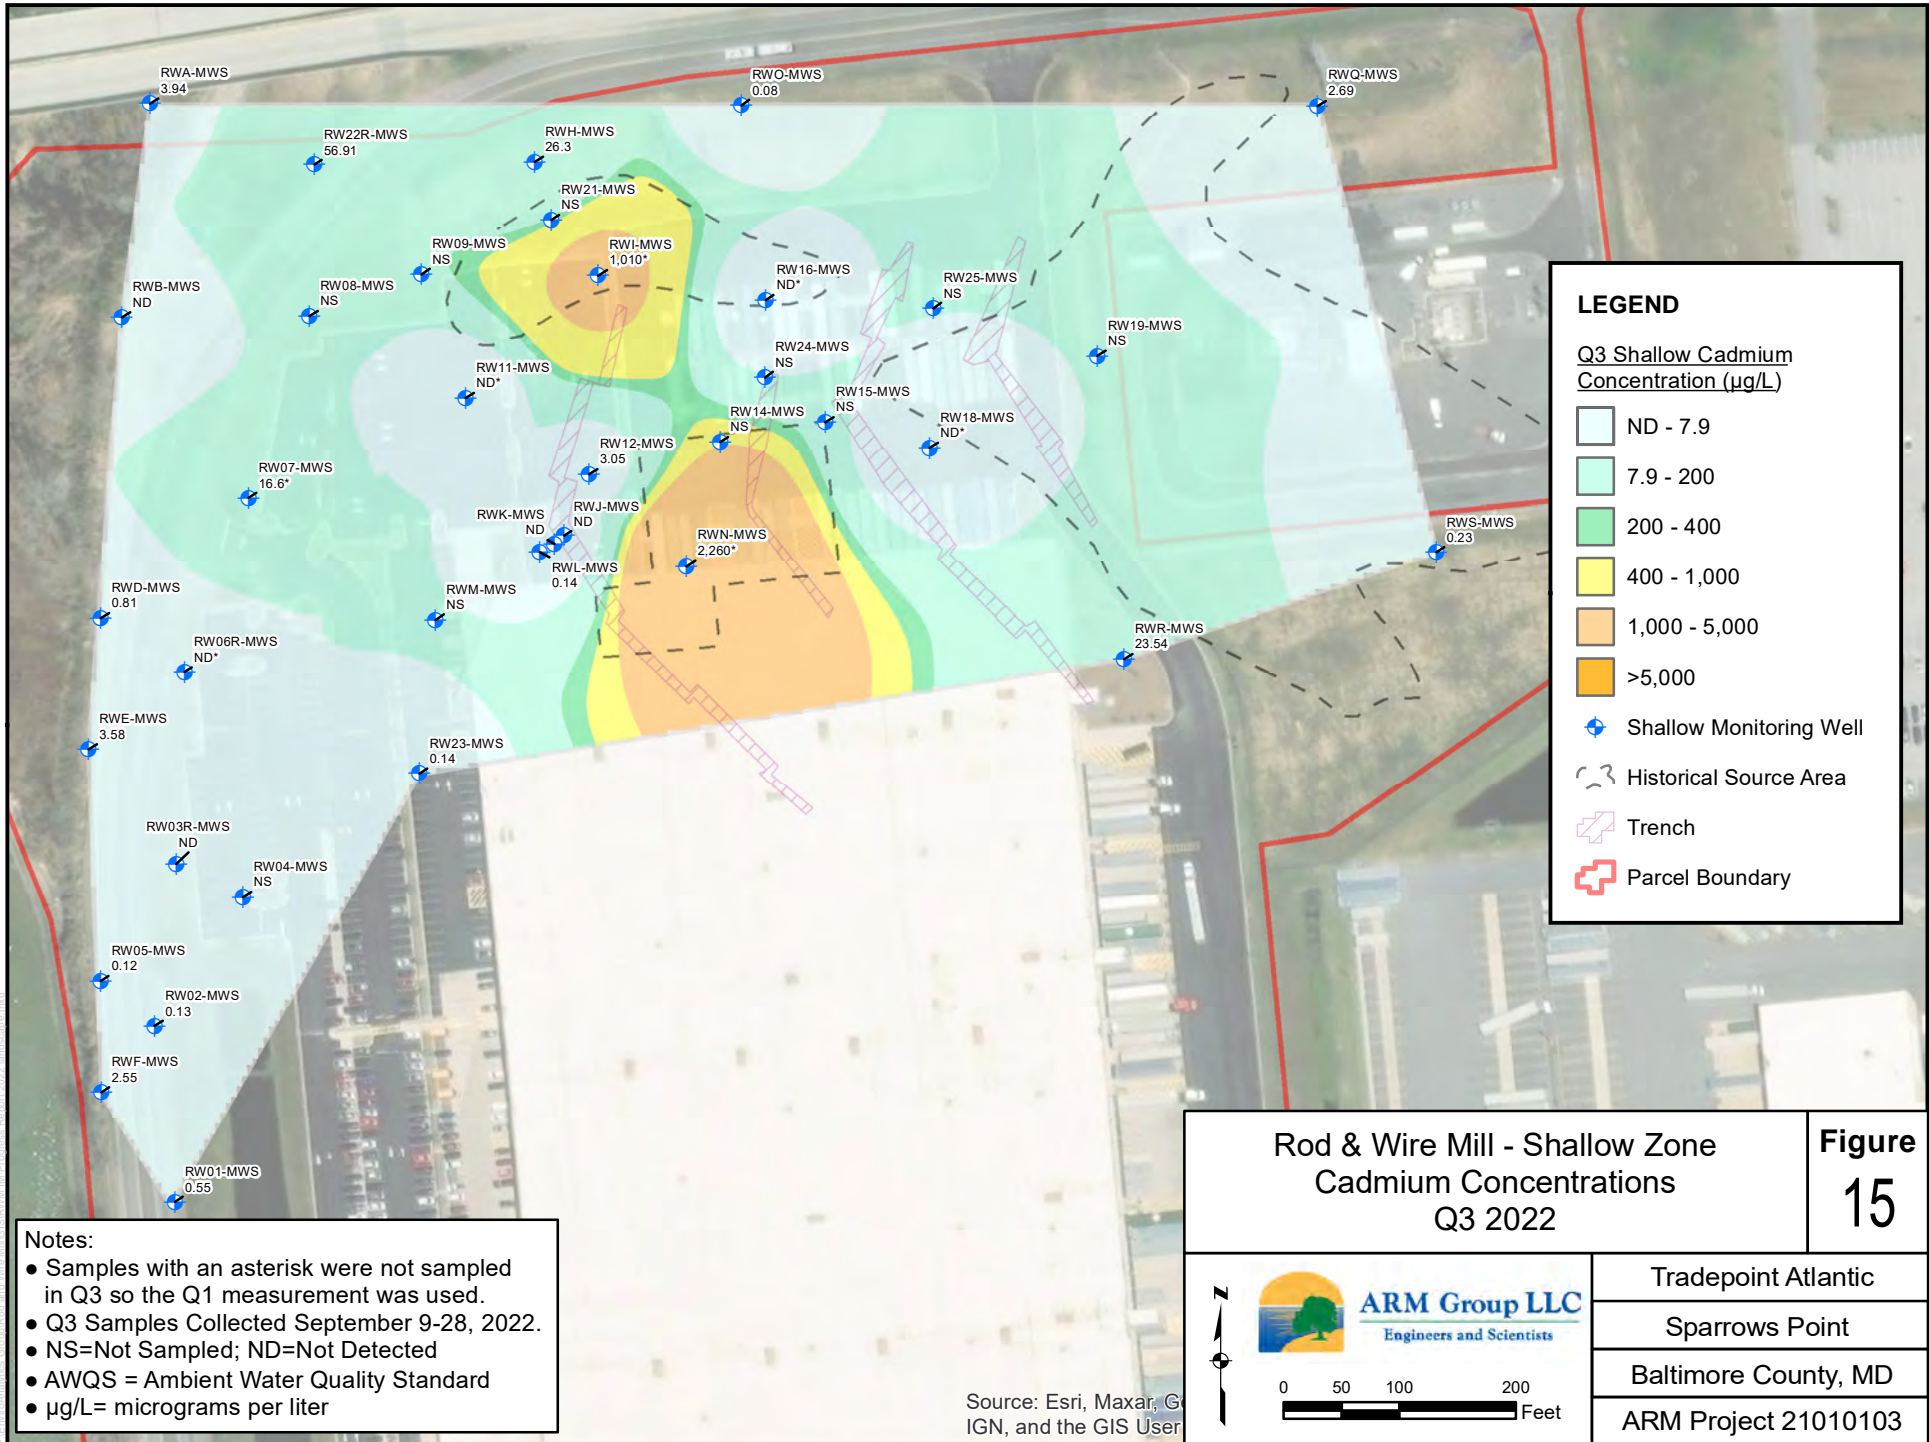 RWA-MWS
3.94
RWO-MWS
0.08
RWQ-MWS
2.69
RW22R-MWS
56.91
RWH-MWS
26.3
RW21-MWS
NS
RW09-MWS
NS
RWI-MWS
1,010*
RW16-MWS
ND*
RW25-MWS
NS
RWB-MWS
ND
RW08-MWS
NS
RW19-MWS
NS
RW11-MWS
ND*
RW24-MWS
NS
RW15-MWS
NS
RW14-MWS
NS
RW18-MWS
ND*
RW12-MWS
3.05
RW07-MWS
16.6*
RWK-MWS
ND
RWJ-MWS
ND
RWN-MWS
2,260*
RWS-MWS
0.23
RWL-MWS
0.14
RWD-MWS
0.81
RWM-MWS
NS
RW06R-MWS
ND*
RWR-MWS
23.54
RWE-MWS
3.58
RW23-MWS
0.14
RW03R-MWS
ND
RW04-MWS
NS
RW05-MWS
0.12
RW02-MWS
0.13
RWF-MWS
2.55
RW01-MWS
0.55
LEGEND
Q3 Shallow Cadmium
Concentration (µg/L)
ND - 7.9
7.9 - 200
200 - 400
400 - 1,000
1,000 - 5,000
>5,000
Shallow Monitoring Well
Historical Source Area
Trench
Parcel Boundary
Notes:
● Samples with an asterisk were not sampled
in Q3 so the Q1 measurement was used.
● Q3 Samples Collected September 9-28, 2022.
● NS=Not Sampled; ND=Not Detected
● AWQS = Ambient Water Quality Standard
● µg/L= micrograms per liter
Source: Esri, Maxar,
IGN, and the GIS User
Rod & Wire Mill - Shallow Zone
Cadmium Concentrations
Q3 2022
Figure
15
Z
ARM Group LLC
Engineers and Scientists
0 50 100 200
Feet
Tradepoint Atlantic
Sparrows Point
Baltimore County, MD
ARM Project 21010103